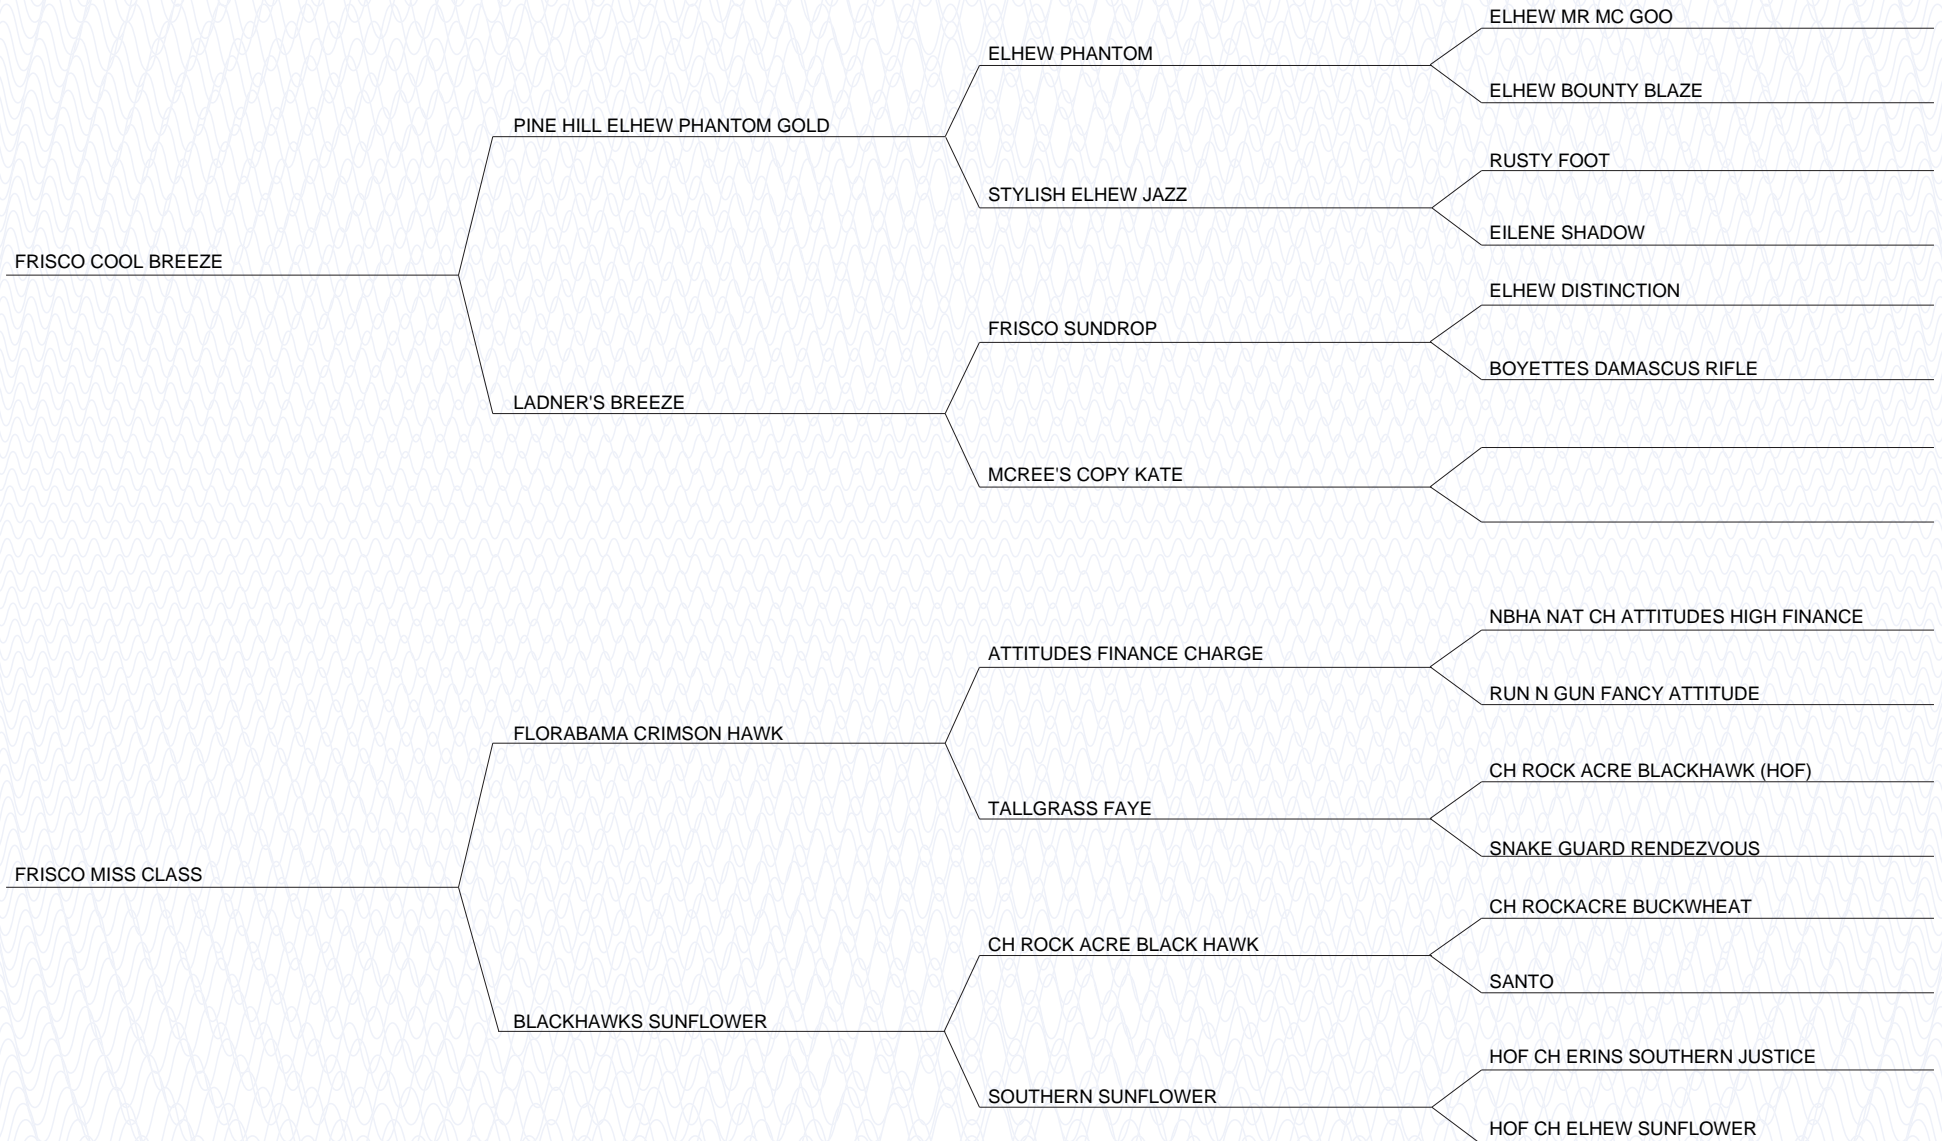 ELHEW MR MC GOO
ELHEW PHANTOM
ELHEW BOUNTY BLAZE
PINE HILL ELHEW PHANTOM GOLD
RUSTY FOOT
STYLISH ELHEW JAZZ
EILENE SHADOW
FRISCO COOL BREEZE
ELHEW DISTINCTION
FRISCO SUNDROP
BOYETTES DAMASCUS RIFLE
LADNER'S BREEZE
MCREE'S COPY KATE
NBHA NAT CH ATTITUDES HIGH FINANCE
ATTITUDES FINANCE CHARGE
RUN N GUN FANCY ATTITUDE
FLORABAMA CRIMSON HAWK
CH ROCK ACRE BLACKHAWK (HOF)
TALLGRASS FAYE
SNAKE GUARD RENDEZVOUS
FRISCO MISS CLASS
CH ROCKACRE BUCKWHEAT
CH ROCK ACRE BLACK HAWK
SANTO
BLACKHAWKS SUNFLOWER
HOF CH ERINS SOUTHERN JUSTICE
SOUTHERN SUNFLOWER
HOF CH ELHEW SUNFLOWER